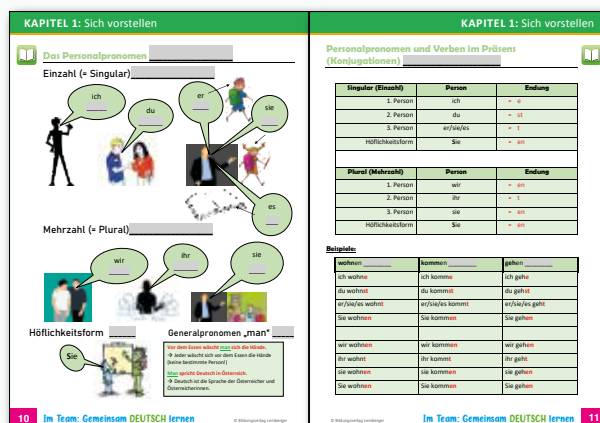 KAPITEL 1: Sich vorstellen
Das Personalpronomen
Einzahl (= Singular)
ich
du
er
sie
es
Mehrzahl (= Plural)
wir
ihr
sie
Höflichkeitsform
Generalpronomen „man"
Sie
Vor dem Essen wäscht man sich die Hände.
→ Jeder wäscht sich vor dem Essen die Hände
(keine bestimmte Person!)
Man spricht Deutsch in Österreich.
→ Deutsch ist die Sprache der Österreicher und
Österreicherinnen.
10 Im Team: Gemeinsam DEUTSCH lernen
© Bildungsverlag Lemberger
KAPITEL 1: Sich vorstellen
Personalpronomen und Verben im Präsens
(Konjugationen)
Singular (Einzahl) Person Endung
1. Person ich - e
2. Person du - st
3. Person er/sie/es - t
Höflichkeitsform Sie - en
Plural (Mehrzahl) Person Endung
1. Person wir - en
2. Person ihr - t
3. Person sie - en
Höflichkeitsform Sie - en
Beispiele:
wohnen kommen gehen
ich wohne ich komme ich gehe
du wohnst du kommst du gehst
er/sie/es wohnt er/sie/es kommt er/sie/es geht
Sie wohnen Sie kommen Sie gehen
wir wohnen wir kommen wir gehen
ihr wohnt ihr kommt ihr geht
sie wohnen sie kommen sie gehen
Sie wohnen Sie kommen Sie gehen
© Bildungsverlag Lemberger
Im Team: Gemeinsam DEUTSCH lernen 11